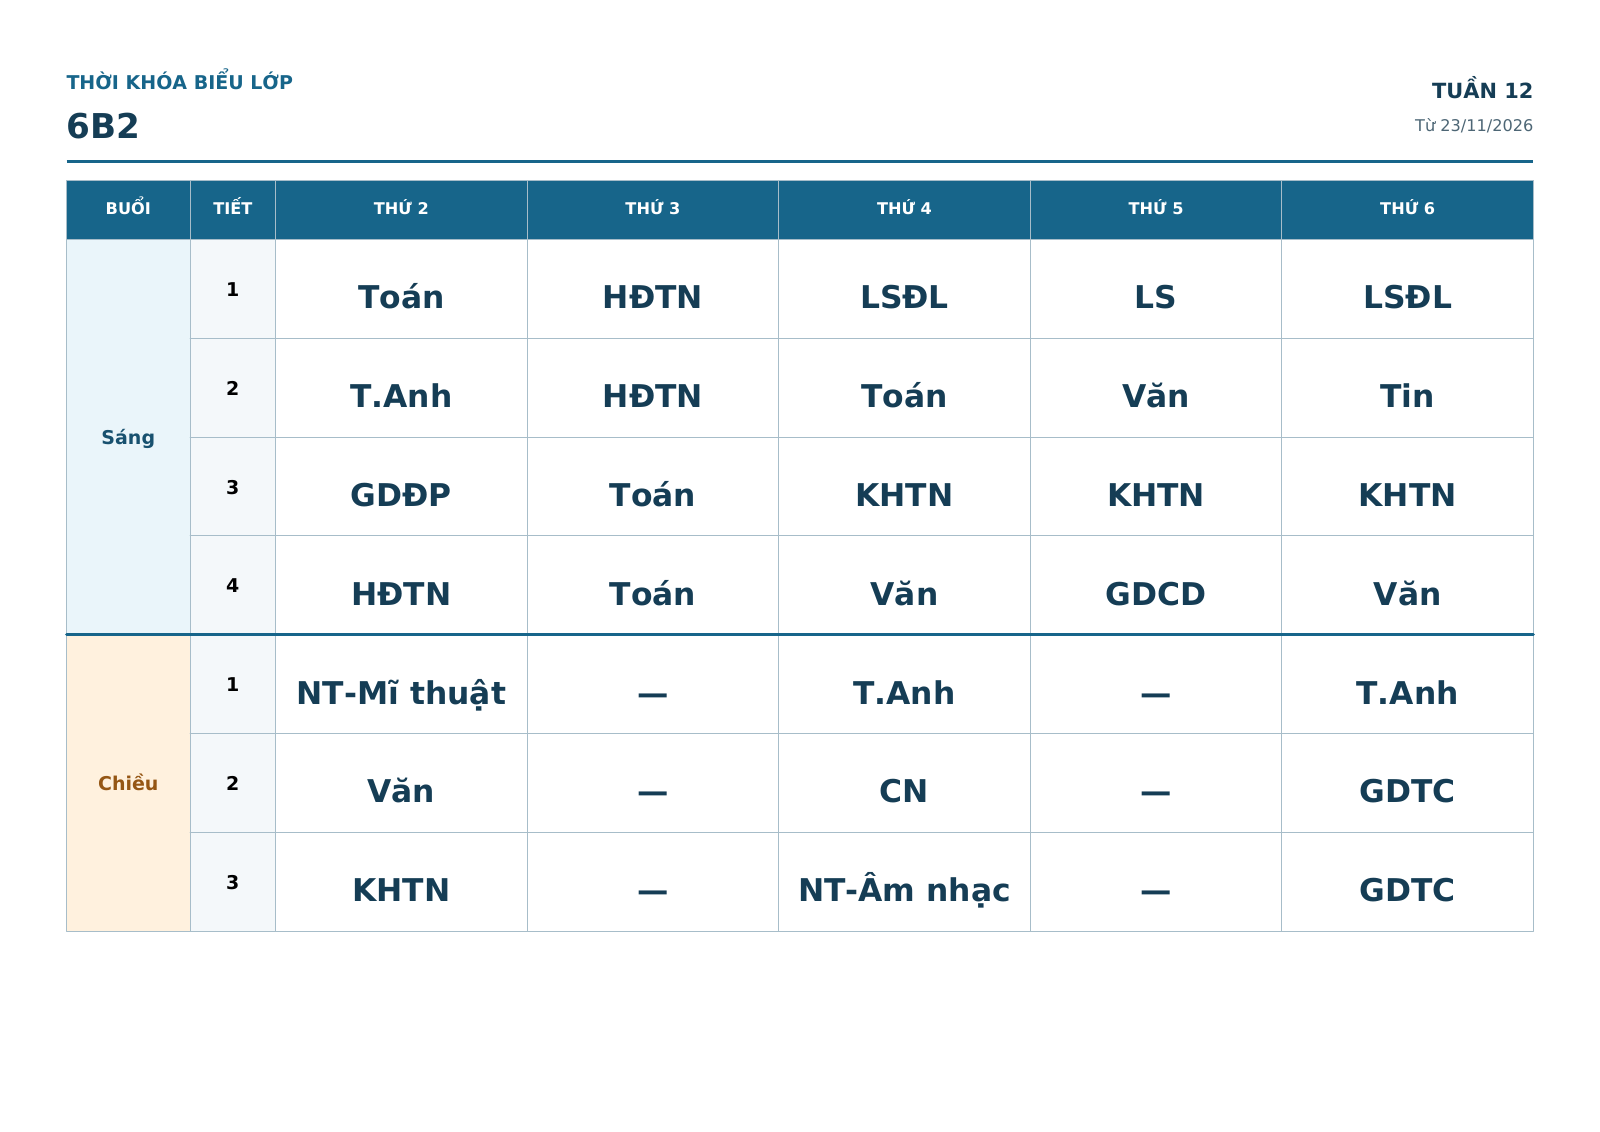 THỜI KHÓA BIỂU LỚP
6B2
TUẦN 12
Từ 23/11/2026
BUỔI TIẾT THỨ 2 THỨ 3 THỨ 4 THỨ 5 THỨ 6
Sáng
1 Toán HĐTN LSĐL LS LSĐL
2 T.Anh HĐTN Toán Văn Tin
3 GDĐP Toán KHTN KHTN KHTN
4 HĐTN Toán Văn GDCD Văn
Chiều
1 NT-Mĩ thuật — T.Anh — T.Anh
2 Văn — CN — GDTC
3 KHTN — NT-Âm nhạc — GDTC